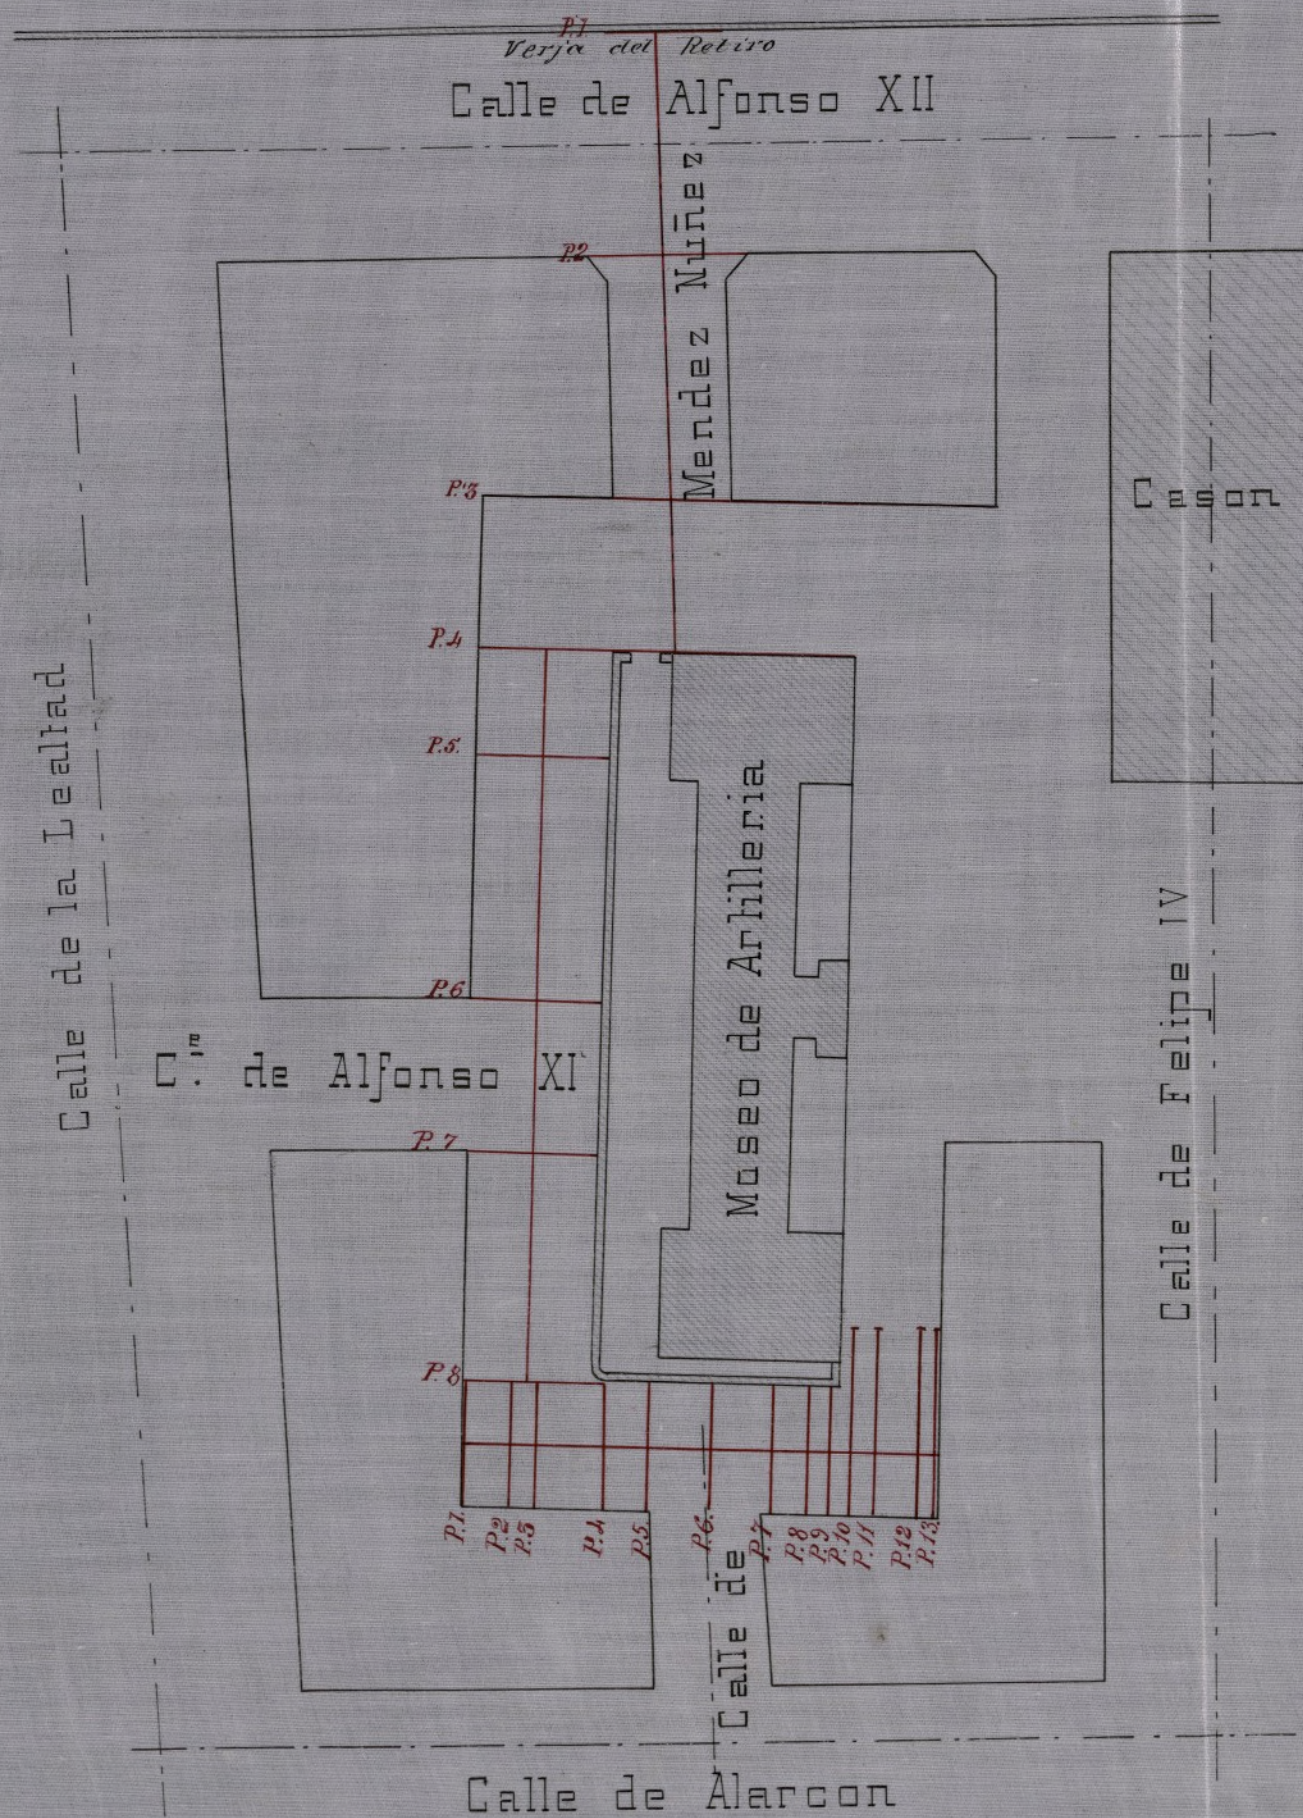 P.1
Verja del Retiro
Calle de Alfonso XII
Mendez Nuñez
P.2
P.3
Cason
P.4
P.5.
Calle de la Lealtad
Museo de Artilleria
Calle de Felipe IV
P.6
C.e de Alfonso XI
P.7
P.8
P.1.
P.2
P.3
P.4
P.5.
P.6.
P.7
P.8
P.9
P.10
P.11
P.12
P.13.
Calle de
Calle de Alarcon